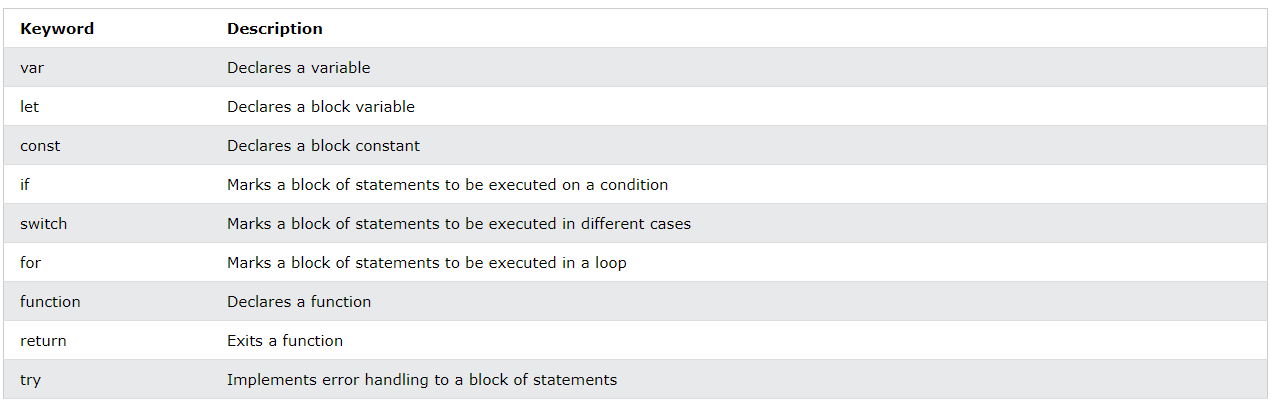 Keyword Description
var Declares a variable
let Declares a block variable
const Declares a block constant
if Marks a block of statements to be executed on a condition
switch Marks a block of statements to be executed in different cases
for Marks a block of statements to be executed in a loop
function Declares a function
return Exits a function
try Implements error handling to a block of statements